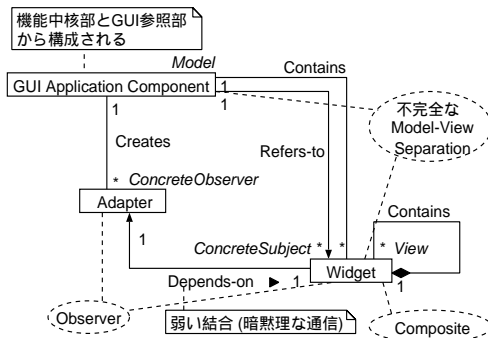 機能中核部とGUI参照部
から構成される
Model
Contains
GUI Application Component
1
1
1
不完全な
Model-View
Separation
Creates
Refers-to
* ConcreteObserver
Adapter
Contains
1
ConcreteSubject * * * View
Widget
Depends-on ▶ 1 1
Observer
弱い結合 (暗黙理な通信)
Composite